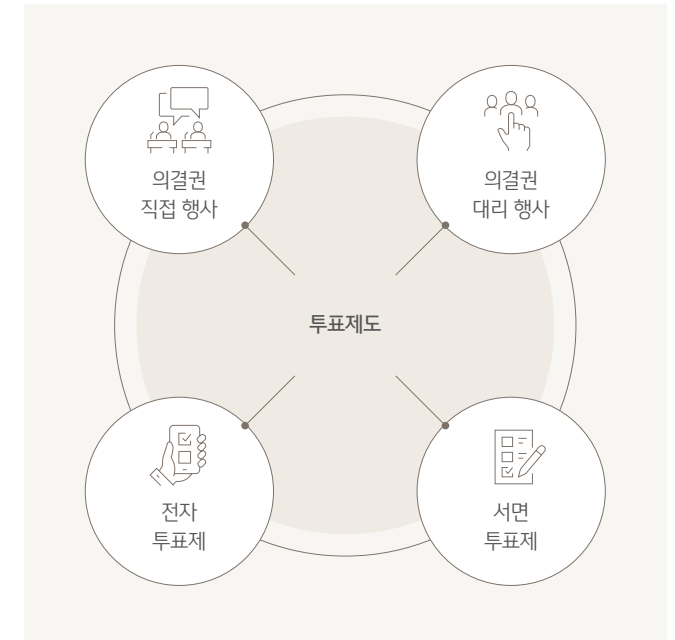 의결권
직접 행사
의결권
대리 행사
투표제도
전자
투표제
서면
투표제